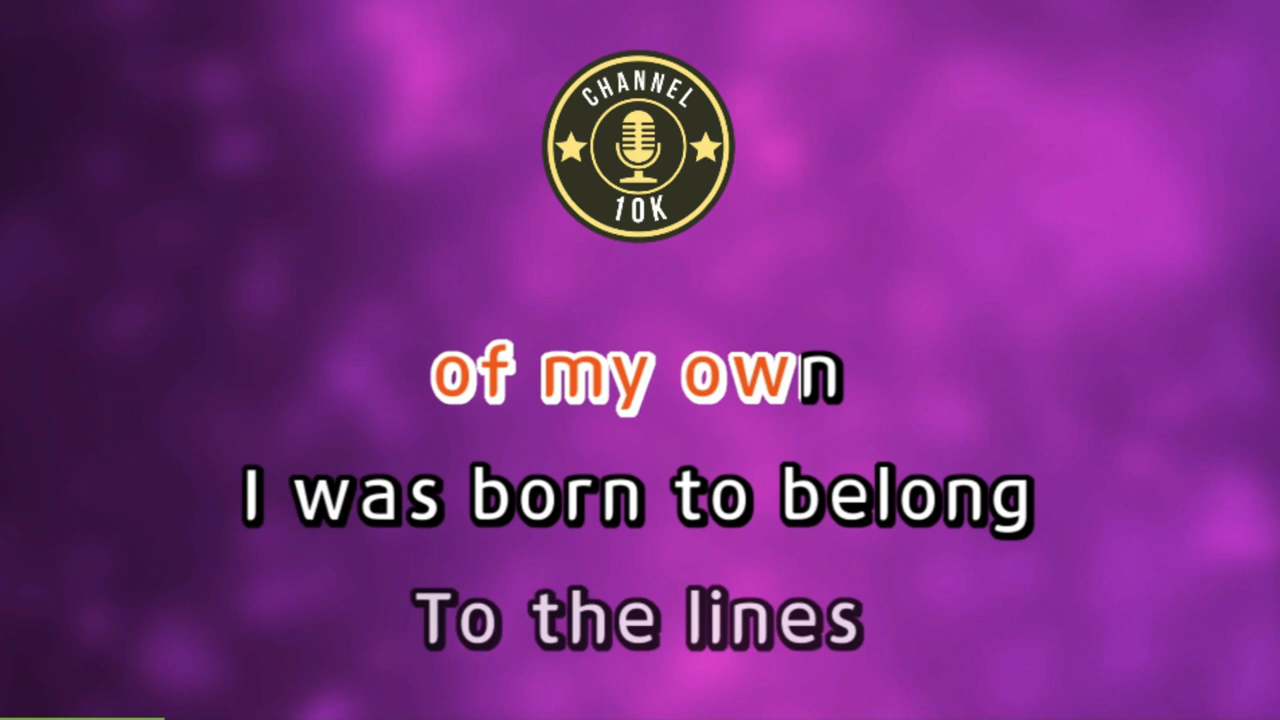 CHANNEL
10K
of my own
I was born to belong
To the lines